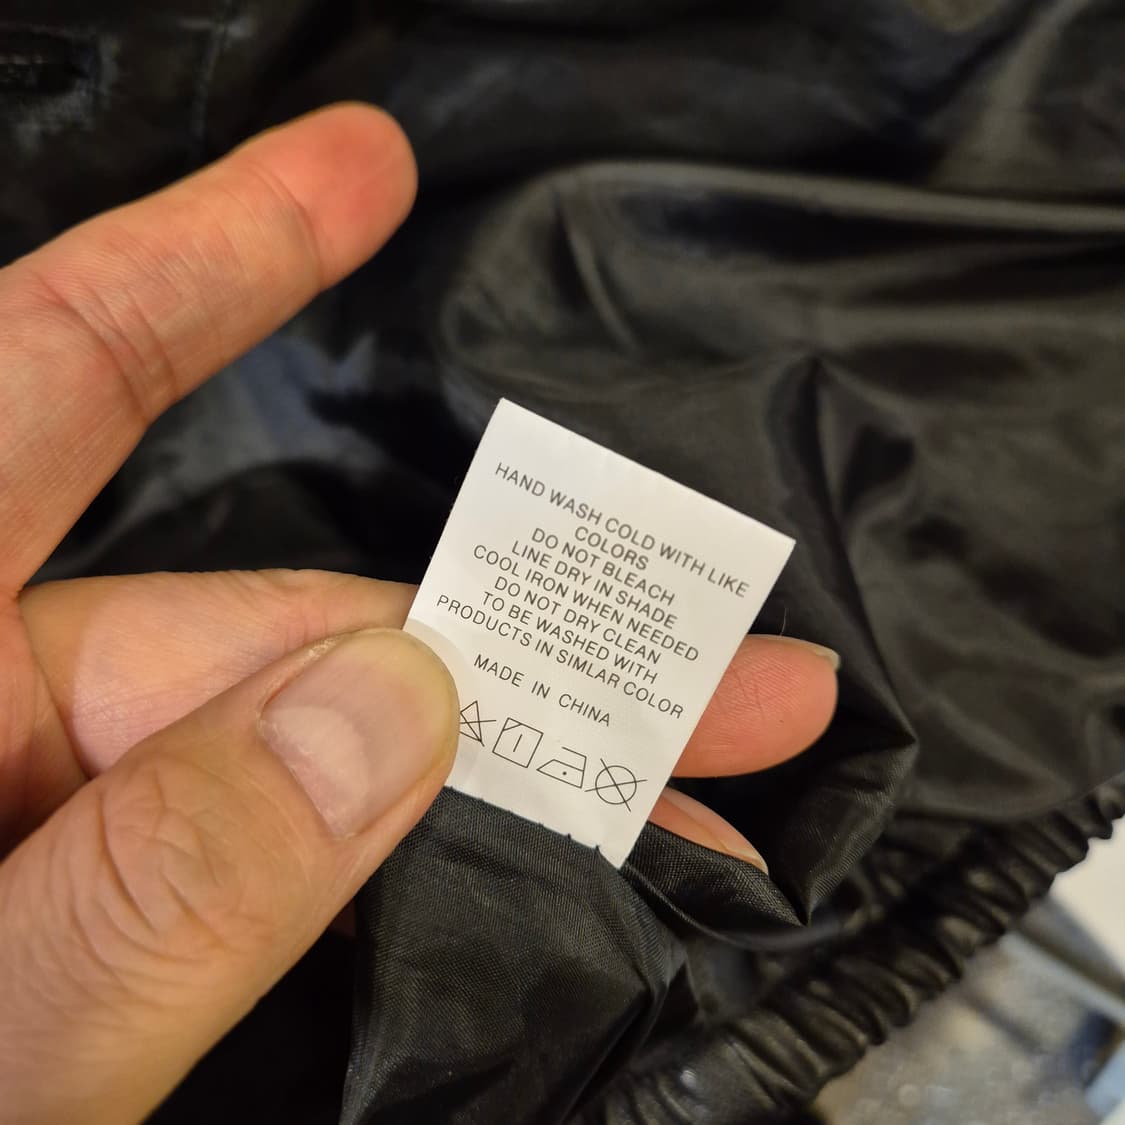 HAND WASH COLD WITH LIKE
COLORS
DO NOT BLEACH
LINE DRY IN SHADE
COOL IRON WHEN NEEDED
DO NOT DRY CLEAN
TO BE WASHED WITH
PRODUCTS IN SIMLAR COLOR
MADE IN CHINA